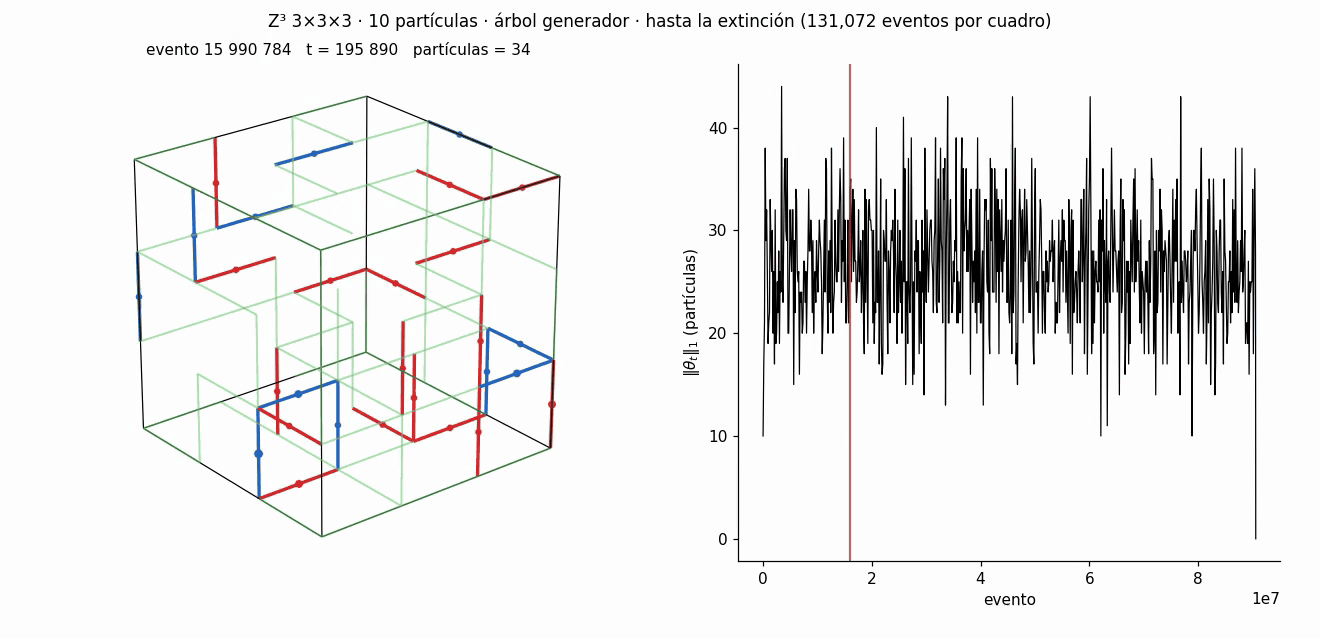 Z³ 3×3×3 · 10 partículas · árbol generador · hasta la extinción (131,072 eventos por cuadro)
evento 15 990 784   t = 195 890   partículas = 34
‖θₜ‖₁ (partículas)
40
30
20
10
0
0 2 4 6 8
evento
1e7